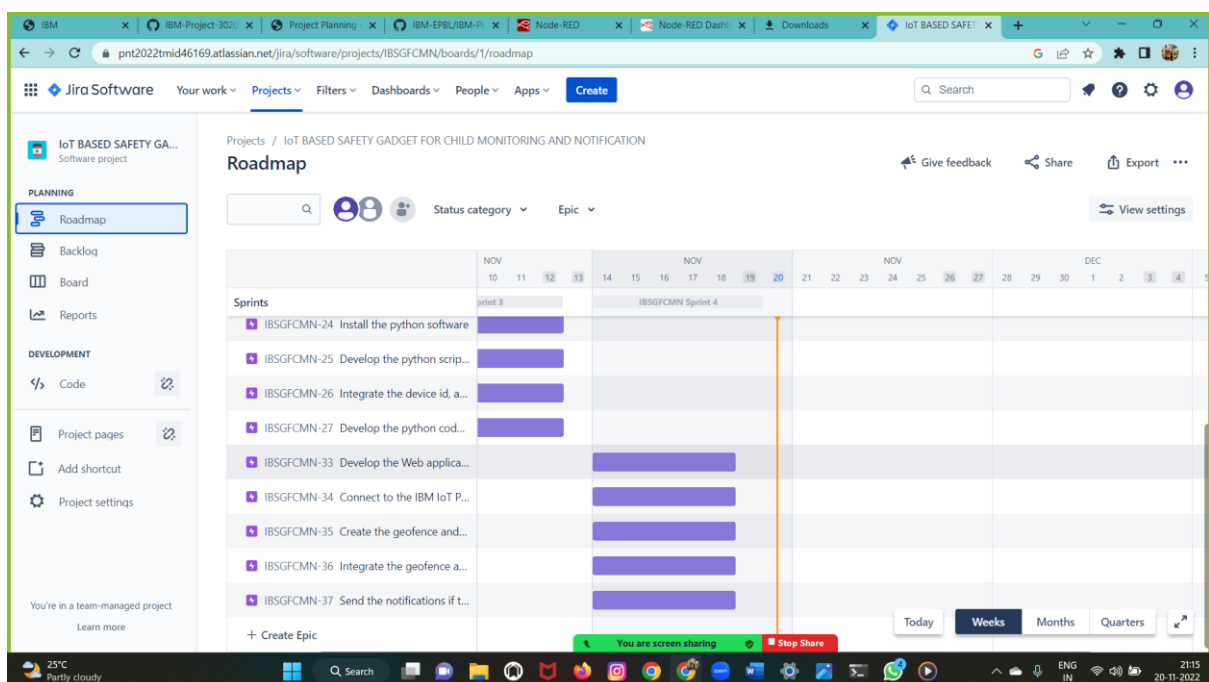 IBM
IBM-Project-3020
Project Planning
IBM-EPBL/IBM-Pr
Node-RED
Node-RED Dashb
Downloads
IoT BASED SAFET
pnt2022tmid46169.atlassian.net/jira/software/projects/IBSGFCMN/boards/1/roadmap
Jira Software Your work Projects Filters Dashboards People Apps Create Search
IoT BASED SAFETY GA...
Software project
PLANNING
Roadmap
Backlog
Board
Reports
DEVELOPMENT
Code
Project pages
Add shortcut
Project settings
You're in a team-managed project
Learn more
Projects / IoT BASED SAFETY GADGET FOR CHILD MONITORING AND NOTIFICATION
Roadmap
Give feedback Share Export
Status category Epic View settings
NOV NOV NOV DEC
10 11 12 13 14 15 16 17 18 19 20 21 22 23 24 25 26 27 28 29 30 1 2 3 4 5
Sprints print 3 IBSGFCMN Sprint 4
IBSGFCMN-24 Install the python software
IBSGFCMN-25 Develop the python scrip...
IBSGFCMN-26 Integrate the device id, a...
IBSGFCMN-27 Develop the python cod...
IBSGFCMN-33 Develop the Web applica...
IBSGFCMN-34 Connect to the IBM IoT P...
IBSGFCMN-35 Create the geofence and...
IBSGFCMN-36 Integrate the geofence a...
IBSGFCMN-37 Send the notifications if t...
+ Create Epic
Today Weeks Months Quarters
You are screen sharing Stop Share
25°C
Partly cloudy
Search
ENG
IN
21:15
20-11-2022